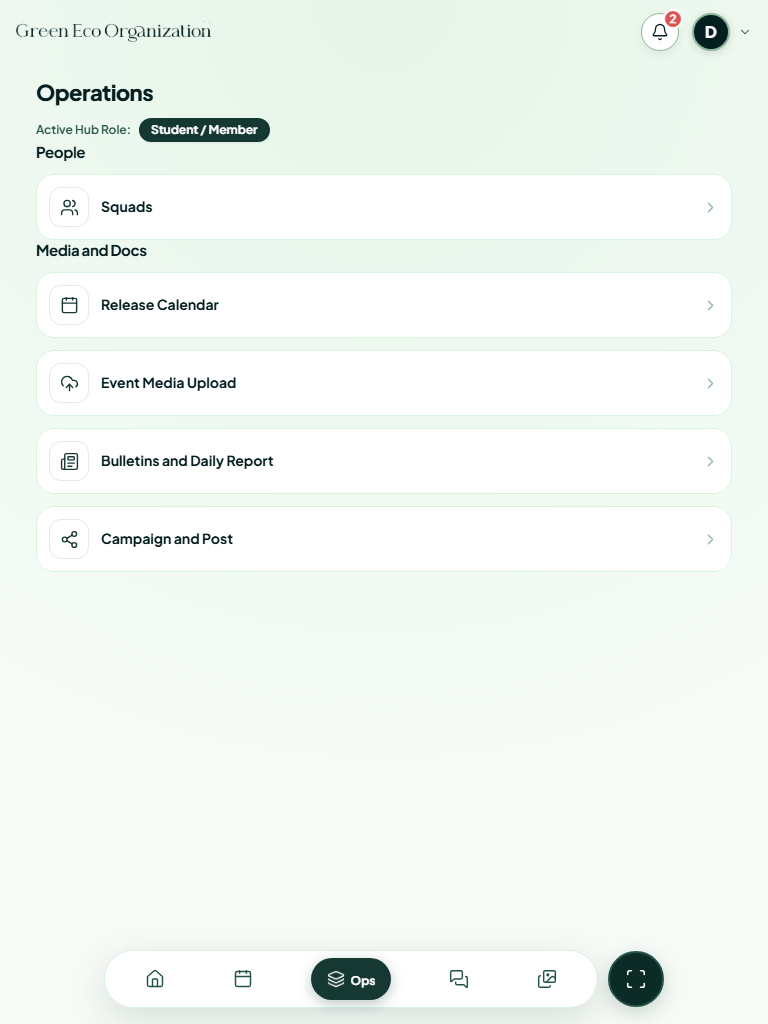 Green Eco Organization
2
D
Operations
Active Hub Role: Student / Member
People
Squads
Media and Docs
Release Calendar
Event Media Upload
Bulletins and Daily Report
Campaign and Post
Ops